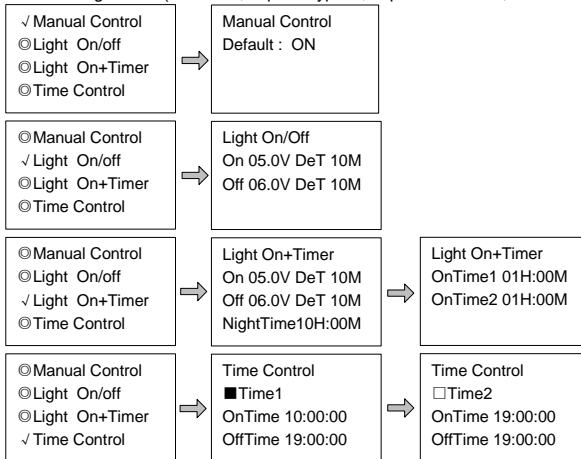 √ Manual Control
◎Light On/off
◎Light On+Timer
◎Time Control
Manual Control
Default : ON
◎Manual Control
√ Light On/off
◎Light On+Timer
◎Time Control
Light On/Off
On 05.0V DeT 10M
Off 06.0V DeT 10M
◎Manual Control
◎Light On/off
√ Light On+Timer
◎Time Control
Light On+Timer
On 05.0V DeT 10M
Off 06.0V DeT 10M
NightTime10H:00M
Light On+Timer
OnTime1 01H:00M
OnTime2 01H:00M
◎Manual Control
◎Light On/off
◎Light On+Timer
√ Time Control
Time Control
■Time1
OnTime 10:00:00
OffTime 19:00:00
Time Control
□Time2
OnTime 19:00:00
OffTime 19:00:00